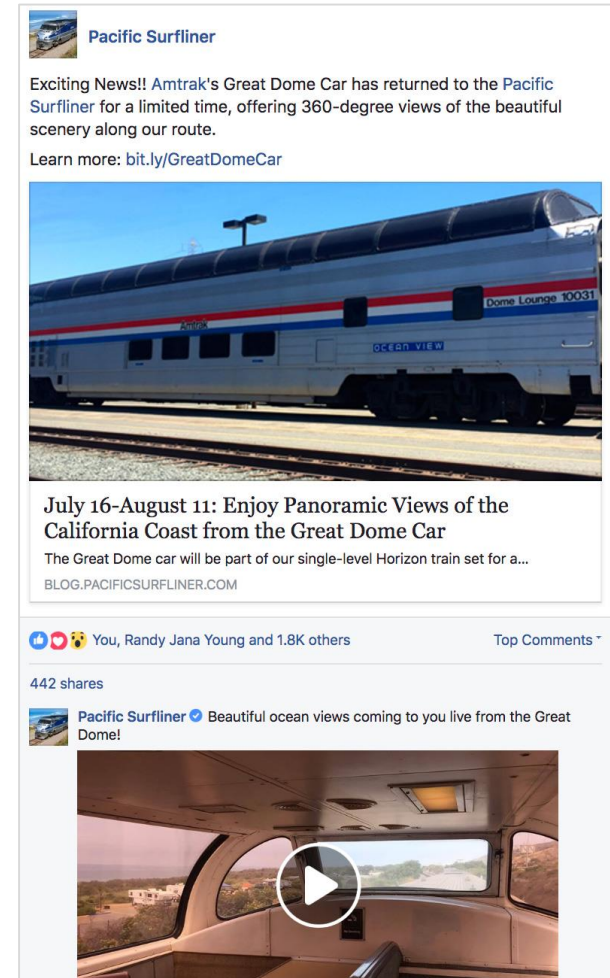 Pacific Surfliner
Exciting News!! Amtrak's Great Dome Car has returned to the Pacific
Surfliner for a limited time, offering 360-degree views of the beautiful
scenery along our route.
Learn more: bit.ly/GreatDomeCar
Dome Lounge 10031
Amtrak
OCEAN VIEW
July 16-August 11: Enjoy Panoramic Views of the
California Coast from the Great Dome Car
The Great Dome car will be part of our single-level Horizon train set for a...
BLOG.PACIFICSURFLINER.COM
You, Randy Jana Young and 1.8K others
Top Comments
442 shares
Pacific Surfliner Beautiful ocean views coming to you live from the Great
Dome!